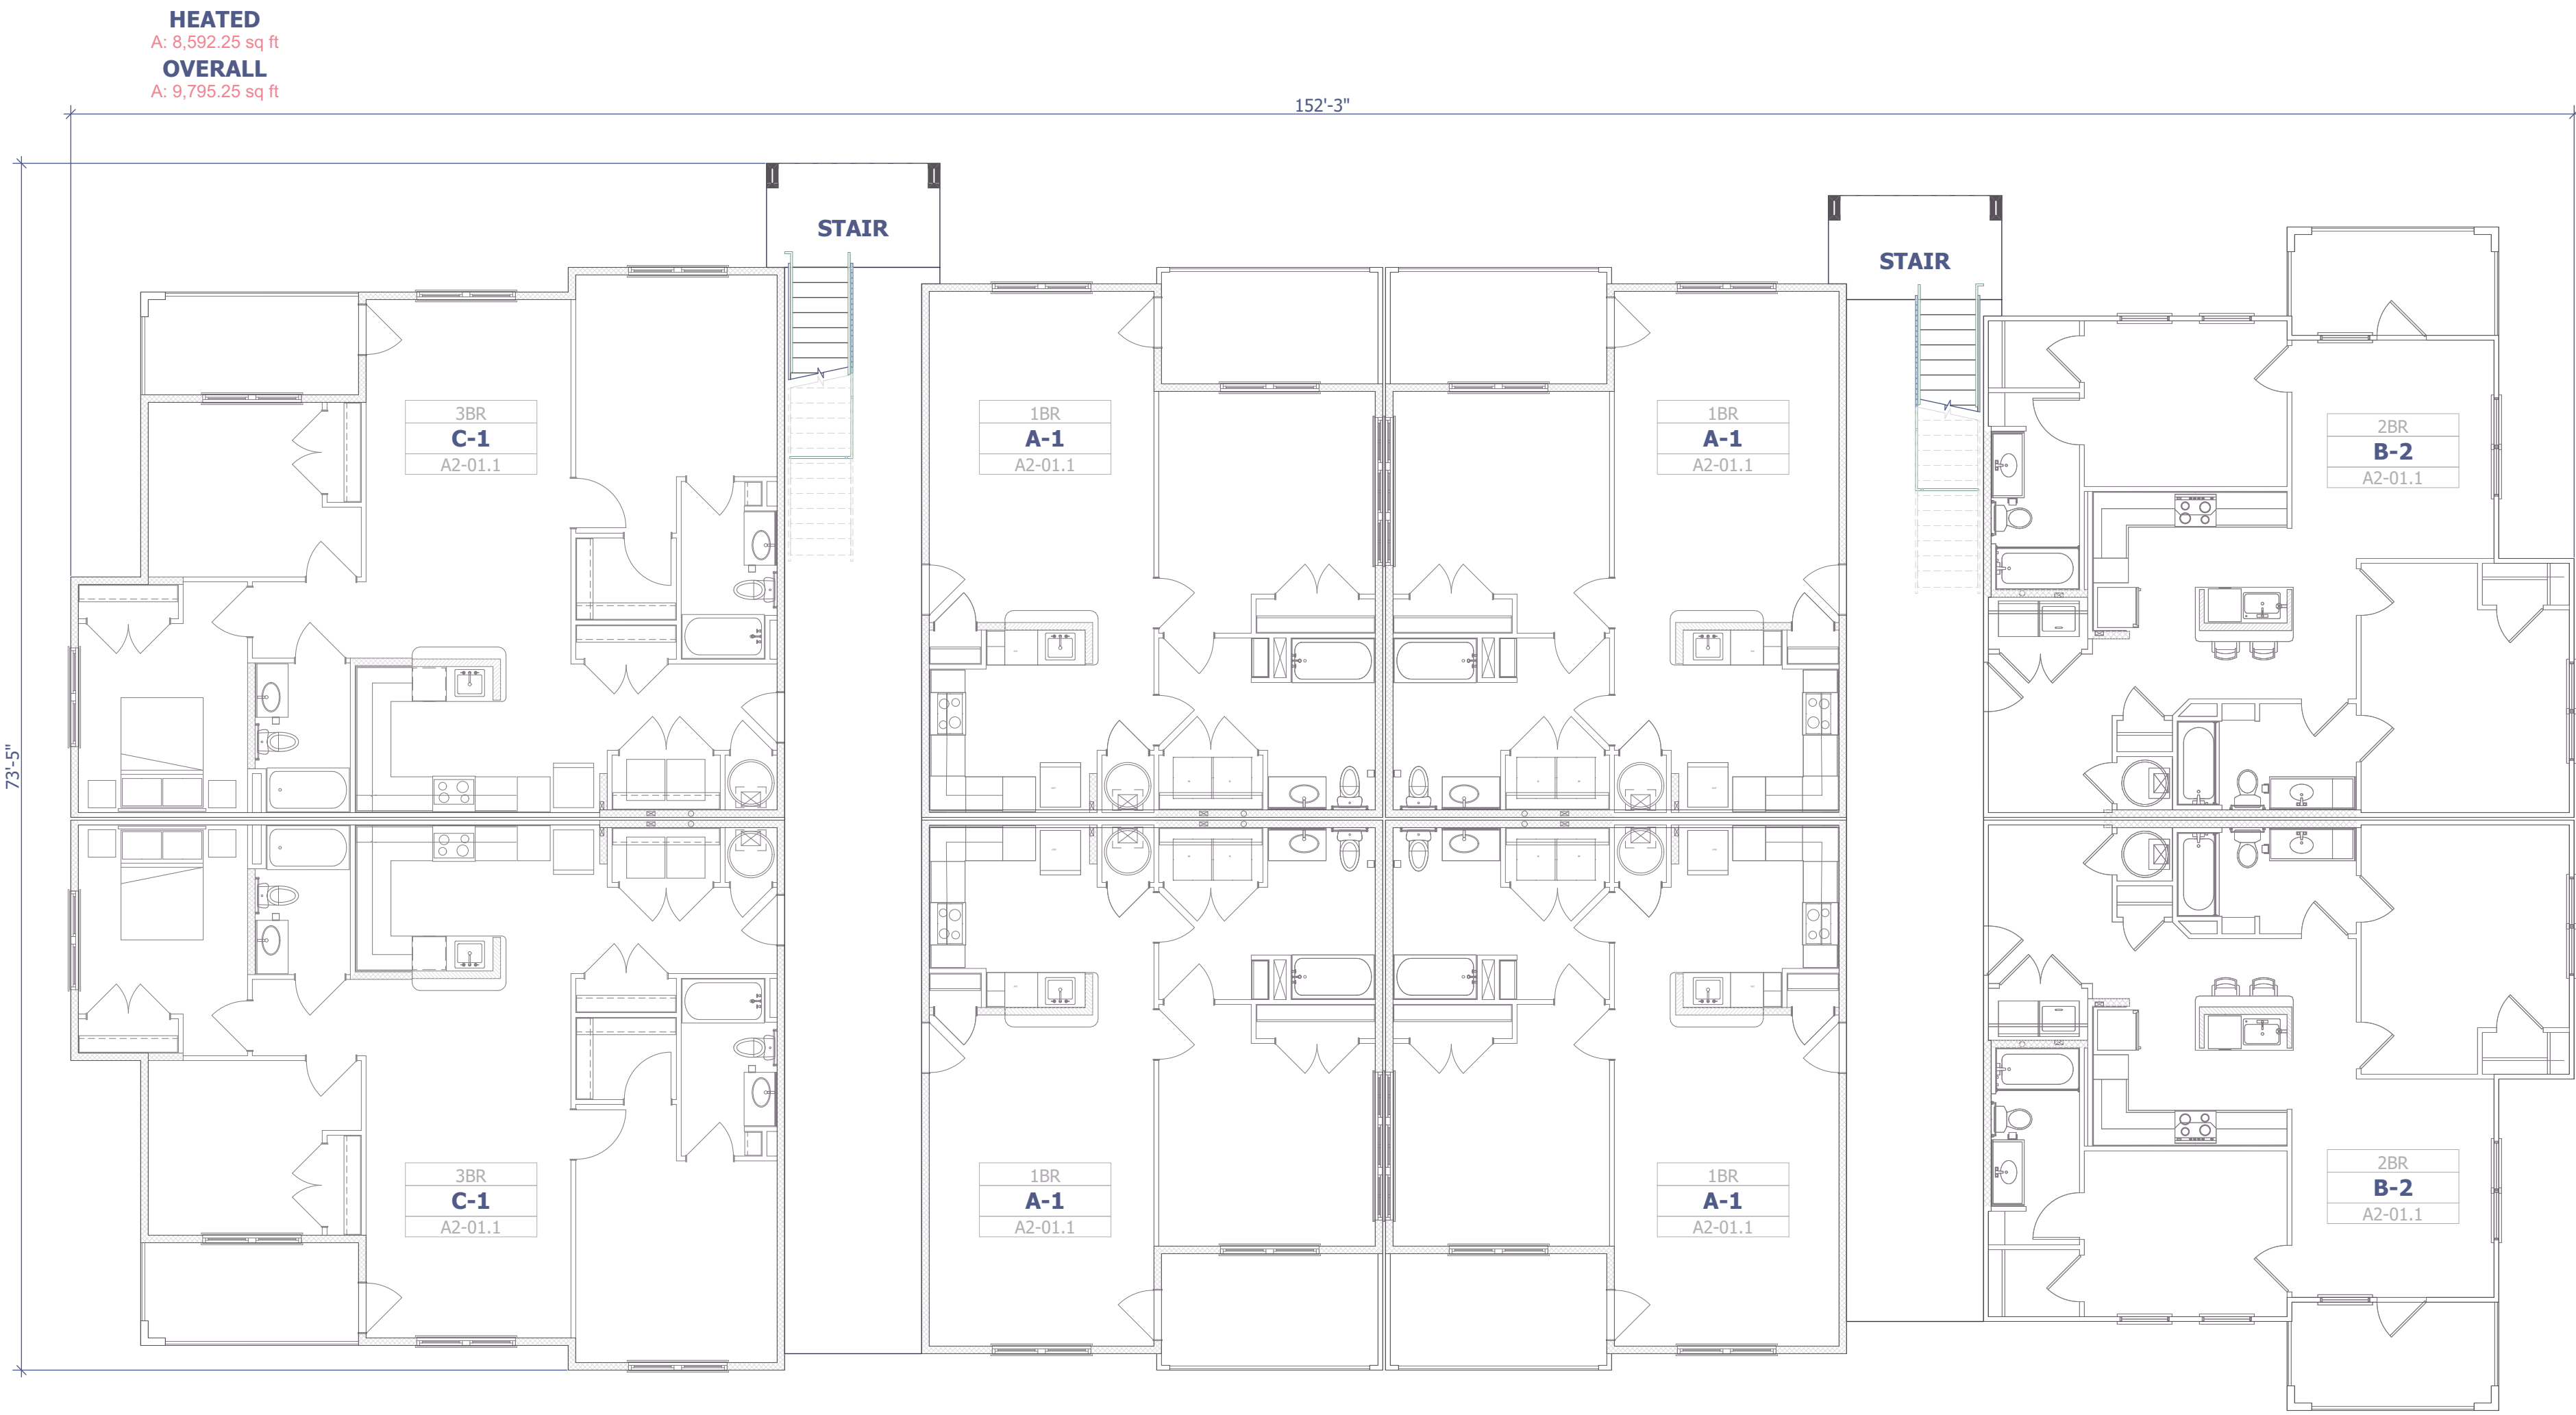 HEATED
A: 8,592.25 sq ft
OVERALL
A: 9,795.25 sq ft
152'-3"
73'-5"
STAIR
STAIR
3BR
C-1
A2-01.1
1BR
A-1
A2-01.1
1BR
A-1
A2-01.1
2BR
B-2
A2-01.1
3BR
C-1
A2-01.1
1BR
A-1
A2-01.1
1BR
A-1
A2-01.1
2BR
B-2
A2-01.1